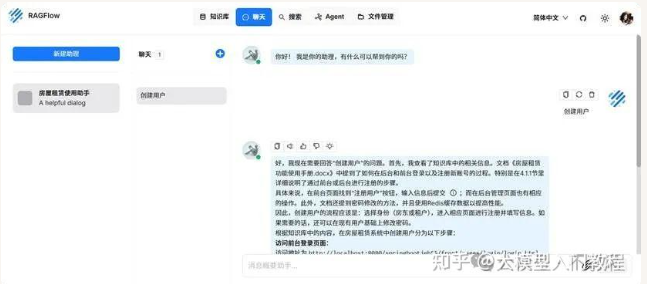 RAGFlow
知识库
聊天
搜索
Agent
文件管理
简体中文
新建助理
聊天 1
房屋租赁使用助手
A helpful dialog
创建用户
你好！ 我是你的助理，有什么可以帮到你的吗？
创建用户
好，我现在需要回答“创建用户”的问题。首先，我查看了知识库中的相关信息。文档《房屋租赁
功能使用手册.docx》中提到了如何在后台和前台登录以及注册新账号的过程。特别是在4.1.1节里
详细说明了通过前台或后台进行注册的步骤。
具体来说，在前台页面找到“注册用户”按钮，输入信息后提交 ；而在后台管理页面也有相应
的操作。此外，文档还提到密码修改的方法，并且使用Redis缓存数据以提高性能。
因此，创建用户的流程应该是：选择身份（房东或租户），进入相应页面进行注册并填写信息。如
果需要的话，还可以在现有用户基础上修改密码。
根据知识库中的内容，在房屋租赁系统中创建用户分为以下步骤：
访问前台登录页面：
访问地址为
消息概要助手...
知乎 @大模型入门教程